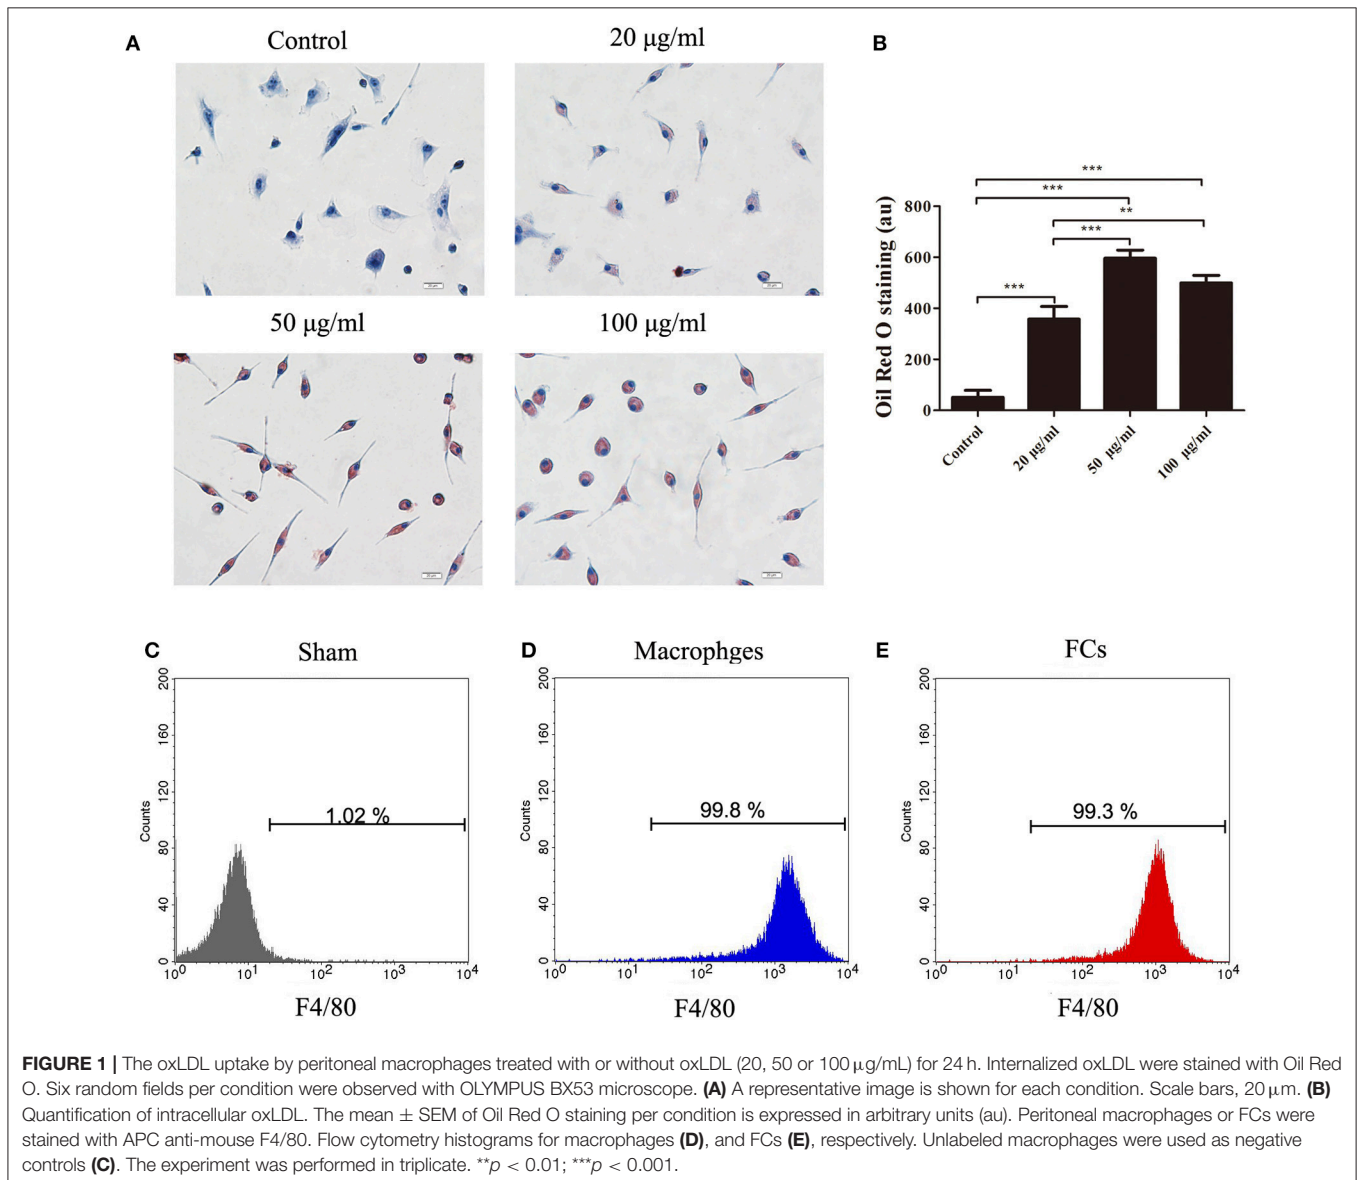 A
Control
20 μg/ml
50 μg/ml
100 μg/ml
B
***
***
**
***
***
Oil Red O staining (au)
800
600
400
200
0
Control
20 μg/ml
50 μg/ml
100 μg/ml
C
Sham
Counts
200
160
120
80
40
0
1.02 %
10⁰ 10¹ 10² 10³ 10⁴
F4/80
D
Macrophges
Counts
200
160
120
80
40
0
99.8 %
10⁰ 10¹ 10² 10³ 10⁴
F4/80
E
FCs
Counts
200
160
120
80
40
0
99.3 %
10⁰ 10¹ 10² 10³ 10⁴
F4/80
FIGURE 1 | The oxLDL uptake by peritoneal macrophages treated with or without oxLDL (20, 50 or 100 μg/mL) for 24 h. Internalized oxLDL were stained with Oil Red
O. Six random fields per condition were observed with OLYMPUS BX53 microscope. (A) A representative image is shown for each condition. Scale bars, 20 μm. (B)
Quantification of intracellular oxLDL. The mean ± SEM of Oil Red O staining per condition is expressed in arbitrary units (au). Peritoneal macrophages or FCs were
stained with APC anti-mouse F4/80. Flow cytometry histograms for macrophages (D), and FCs (E), respectively. Unlabeled macrophages were used as negative
controls (C). The experiment was performed in triplicate. **p < 0.01; ***p < 0.001.